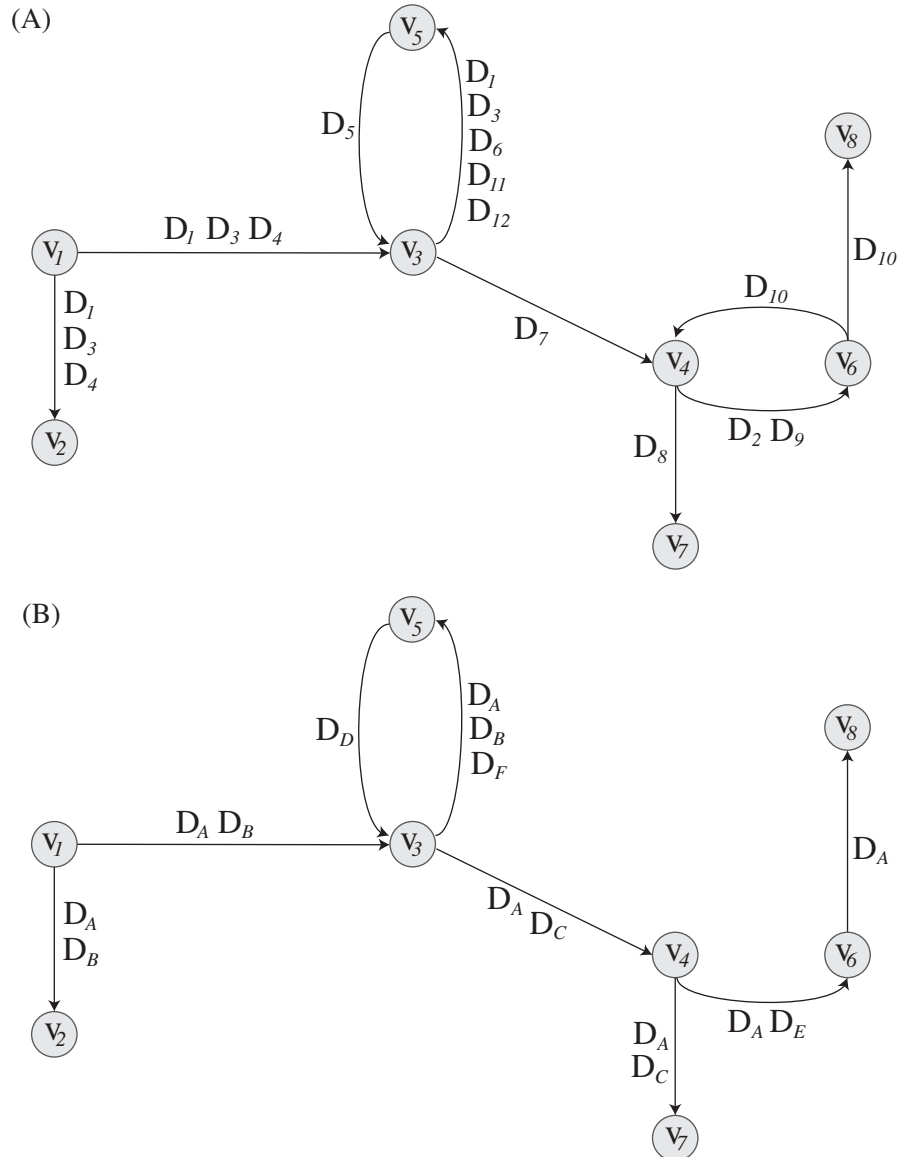 (A)
V5
D1
D3
D6
D11
D12
D5
V8
D1 D3 D4
V1
V3
D10
D1
D3
D4
D10
D7
V4
V6
D2 D9
V2
D8
V7
(B)
V5
DA
DB
DF
DD
V8
DA DB
V1
V3
DA
DA
DB
DA DC
V4
V6
DA DE
V2
DA
DC
V7